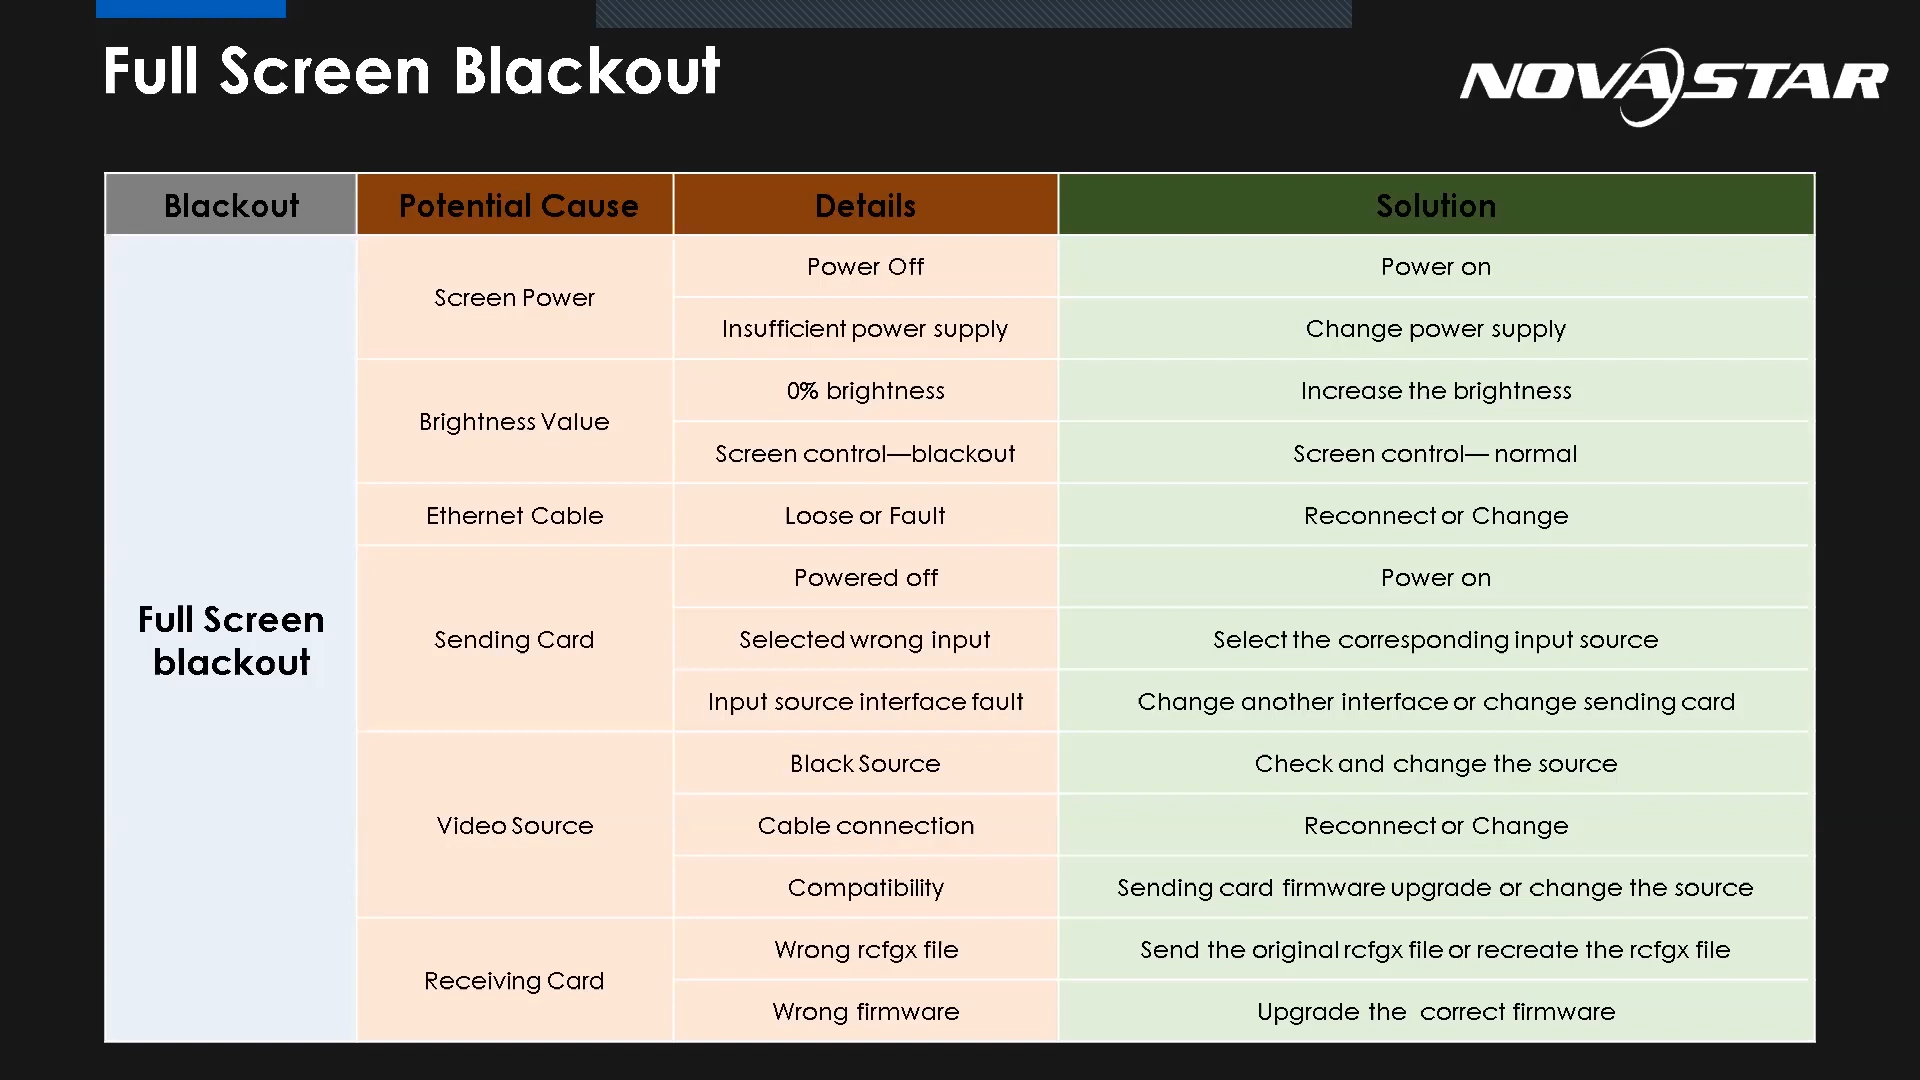 Full Screen Blackout
NOVASTAR
Blackout Potential Cause Details Solution
Full Screen
blackout
Screen Power
Power Off Power on
Insufficient power supply Change power supply
Brightness Value
0% brightness Increase the brightness
Screen control—blackout Screen control— normal
Ethernet Cable Loose or Fault Reconnect or Change
Sending Card
Powered off Power on
Selected wrong input Select the corresponding input source
Input source interface fault Change another interface or change sending card
Video Source
Black Source Check and change the source
Cable connection Reconnect or Change
Compatibility Sending card firmware upgrade or change the source
Receiving Card
Wrong rcfgx file Send the original rcfgx file or recreate the rcfgx file
Wrong firmware Upgrade the correct firmware